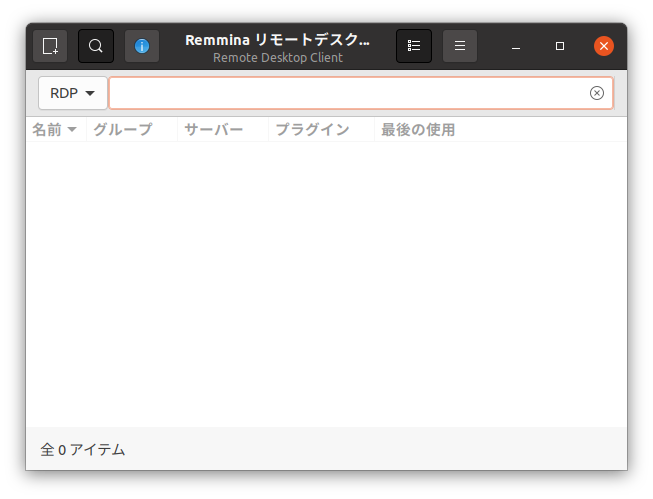 Remmina リモートデスク...
Remote Desktop Client
RDP
名前 グループ サーバー プラグイン 最後の使用
全 0 アイテム